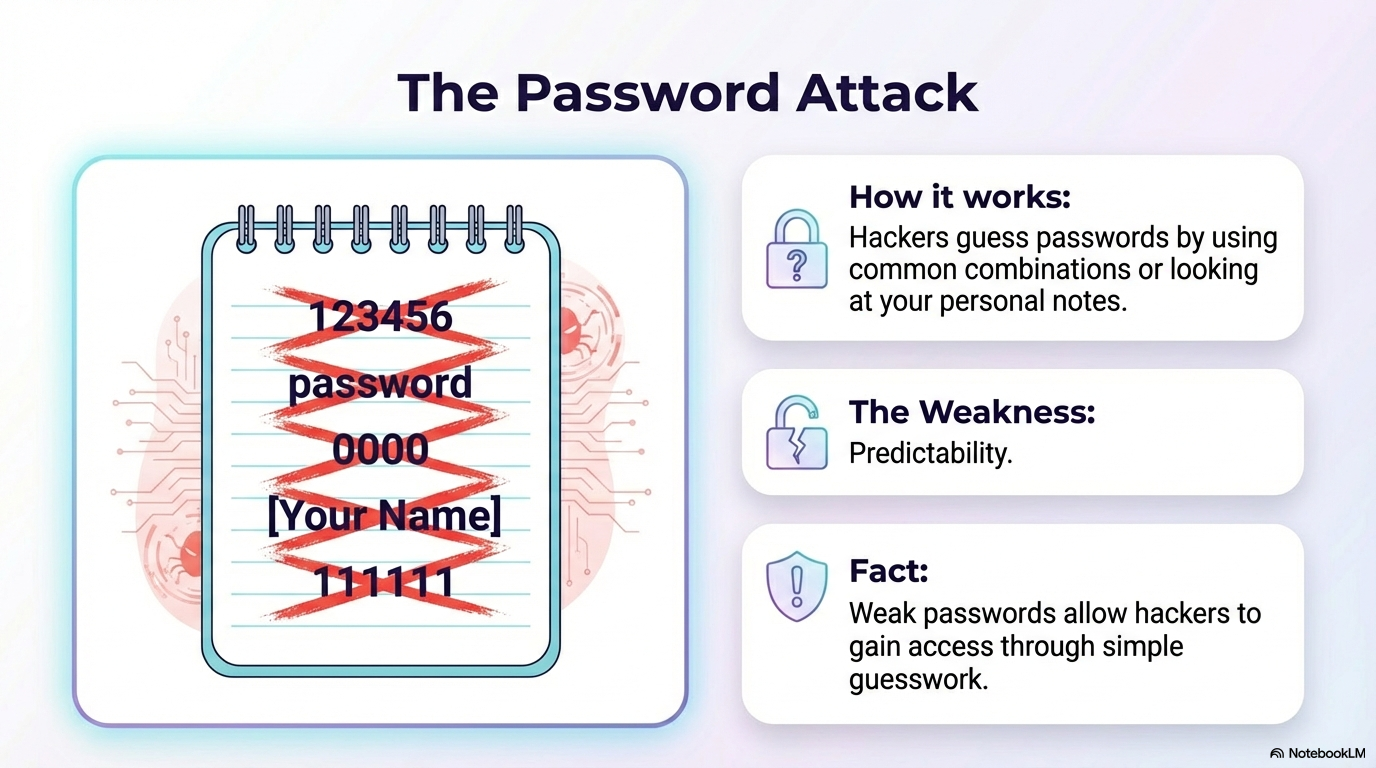 The Password Attack
123456
password
0000
[Your Name]
111111
How it works:
Hackers guess passwords by using
common combinations or looking
at your personal notes.
The Weakness:
Predictability.
Fact:
Weak passwords allow hackers to
gain access through simple
guesswork.
NotebookLM